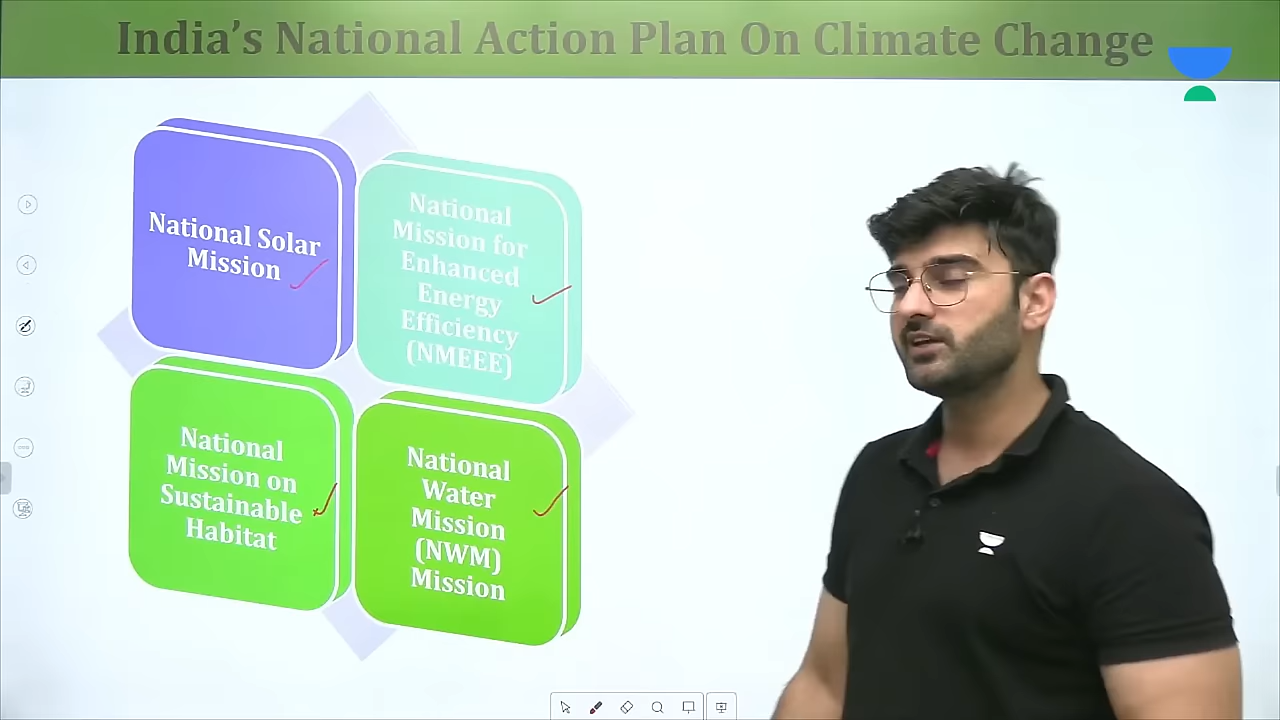 India's National Action Plan On Climate Change
National Solar
Mission
National
Mission for
Enhanced
Energy
Efficiency
(NMEEE)
National
Mission on
Sustainable
Habitat
National
Water
Mission
(NWM)
Mission